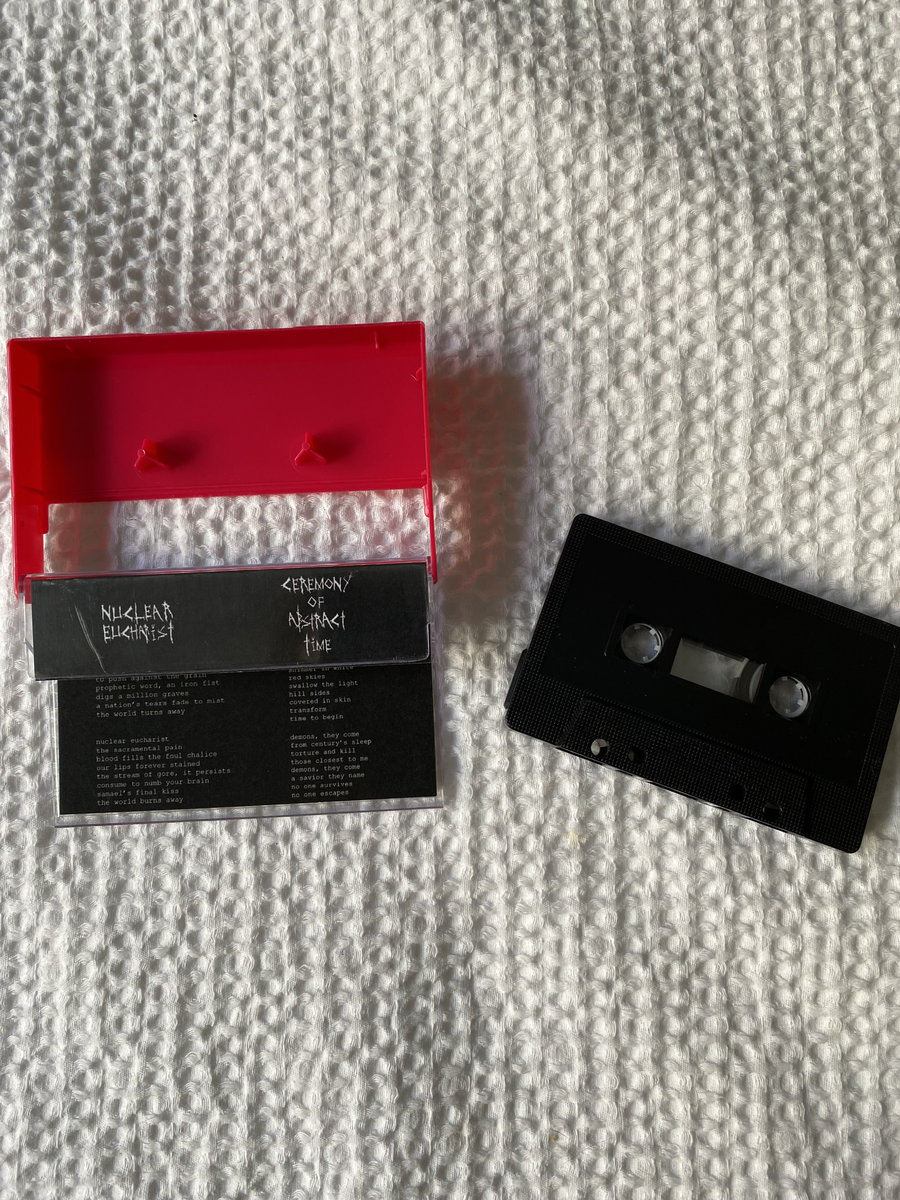 NUCLEAR
EUCHARIST
CEREMONY
OF
ABSTRACT
TIME
to push against the grain
prophetic word, an iron fist
digs a million graves
a nation's tears fade to mist
the world turns away
nuclear eucharist
the sacramental pain
blood fills the foul chalice
our lips forever stained
the stream of gore, it persists
consume to numb your brain
samael's final kiss
the world burns away
in white
red skies
swallow the light
hill sides
covered in skin
transform
time to begin
demons, they come
from century's sleep
torture and kill
those closest to me
demons, they come
a savior they name
no one survives
no one escapes